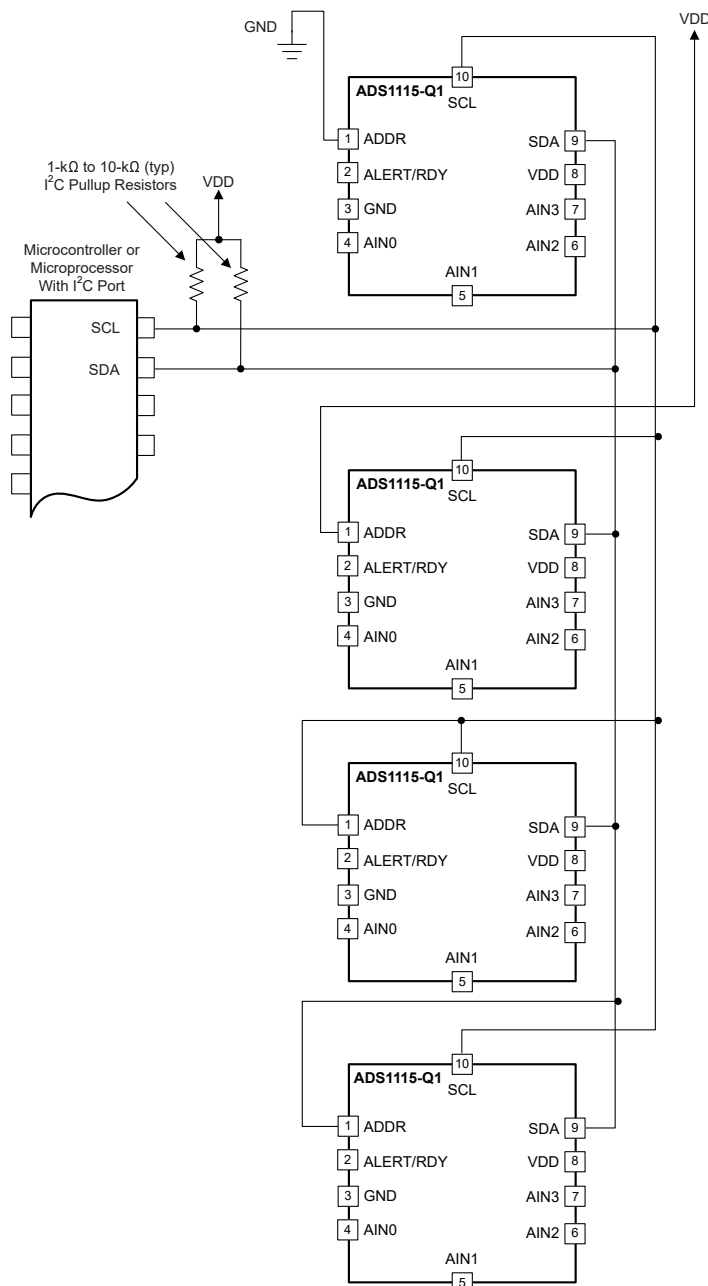 GND
VDD
10
ADS1115-Q1
SCL
1 ADDR
SDA 9
2 ALERT/RDY
VDD 8
3 GND
AIN3 7
4 AIN0
AIN2 6
AIN1
5
1-kΩ to 10-kΩ (typ)
I²C Pullup Resistors
VDD
Microcontroller or
Microprocessor
With I²C Port
SCL
SDA
10
ADS1115-Q1
SCL
1 ADDR
SDA 9
2 ALERT/RDY
VDD 8
3 GND
AIN3 7
4 AIN0
AIN2 6
AIN1
5
10
ADS1115-Q1
SCL
1 ADDR
SDA 9
2 ALERT/RDY
VDD 8
3 GND
AIN3 7
4 AIN0
AIN2 6
AIN1
5
10
ADS1115-Q1
SCL
1 ADDR
SDA 9
2 ALERT/RDY
VDD 8
3 GND
AIN3 7
4 AIN0
AIN2 6
AIN1
5